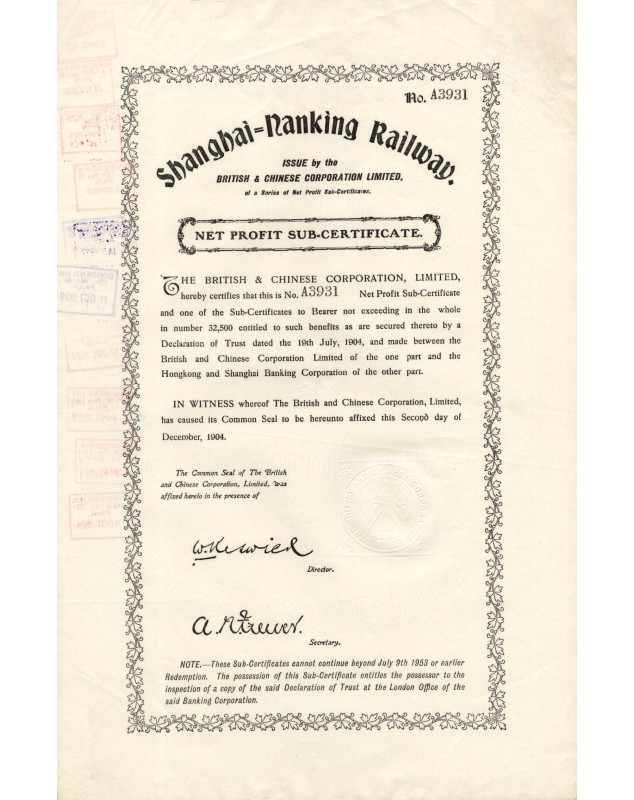 No. A3931
Shanghai=Nanking Railway.
ISSUE by the
BRITISH & CHINESE CORPORATION LIMITED,
of a Series of Net Profit Sub-Certificates.
NET PROFIT SUB-CERTIFICATE.
THE BRITISH & CHINESE CORPORATION, LIMITED,
hereby certifies that this is No. A3931 Net Profit Sub-Certificate
and one of the Sub-Certificates to Bearer not exceeding in the whole
in number 32,500 entitled to such benefits as are secured thereto by a
Declaration of Trust dated the 19th July, 1904, and made between the
British and Chinese Corporation Limited of the one part and the
Hongkong and Shanghai Banking Corporation of the other part.
IN WITNESS whereof The British and Chinese Corporation, Limited,
has caused its Common Seal to be hereunto affixed this Second day of
December, 1904.
The Common Seal of The British
and Chinese Corporation, Limited, was
affixed hereto in the presence of
W. Keswick
Director.
Secretary.
NOTE.—These Sub-Certificates cannot continue beyond July 9th 1953 or earlier
Redemption. The possession of this Sub-Certificate entitles the possessor to the
inspection of a copy of the said Declaration of Trust at the London Office of the
said Banking Corporation.